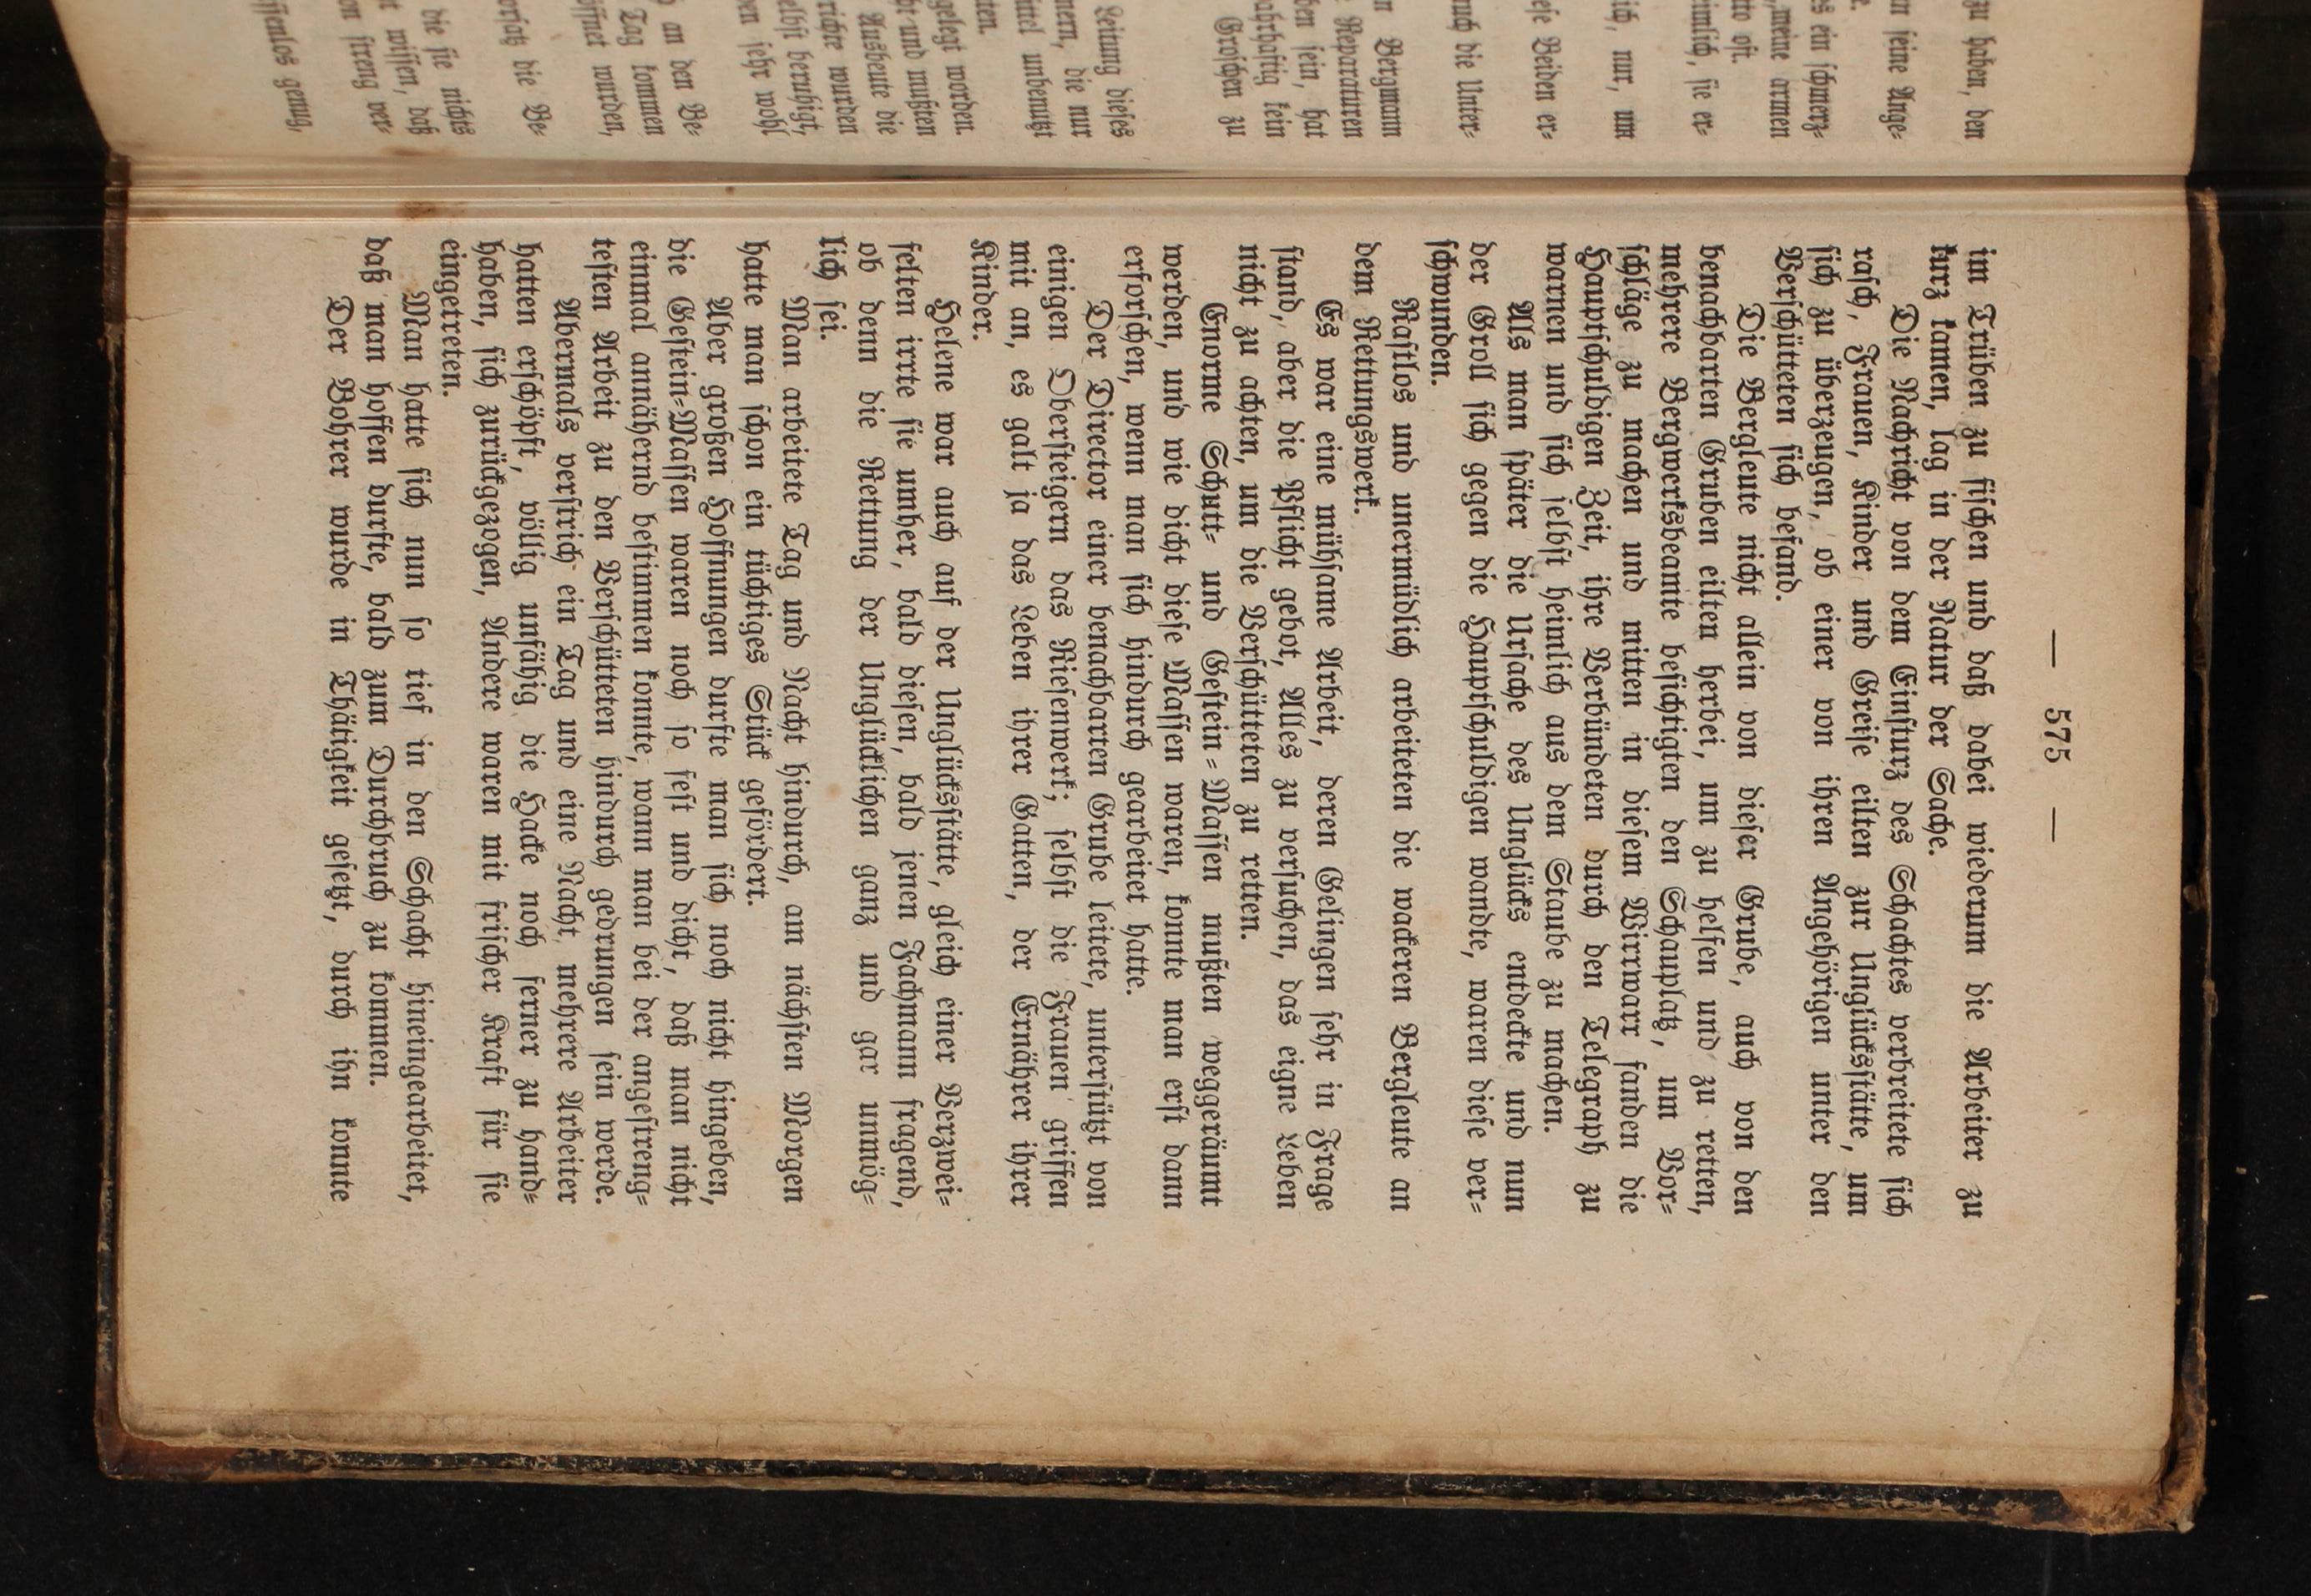 — 575 —
im Trüben zu fiſchen und daß dabei wiederum die Arbeiter zu
kurz kamen, lag in der Natur der Sache.
Die Nachricht von dem Einſturz des Schachtes verbreitete ſich
raſch, Frauen, Kinder und Greiſe eilten zur Unglücksſtätte, um
ſich zu überzeugen, ob einer von ihren Angehörigen unter den
Verſchütteten ſich befand.
Die Bergleute nicht allein von dieſer Grube, auch von den
benachbarten Gruben eilten herbei, um zu helfen und zu retten,
mehrere Bergwerksbeamte beſichtigten den Schauplatz, um Vor-
ſchläge zu machen und mitten in dieſem Wirrwarr fanden die
Hauptſchuldigen Zeit, ihre Verbündeten durch den Telegraph zu
warnen und ſich ſelbſt heimlich aus dem Staube zu machen.
Als man ſpäter die Urſache des Unglücks entdeckte und nun
der Groll ſich gegen die Hauptſchuldigen wandte, waren dieſe ver-
ſchwunden.
Raſtlos und unermüdlich arbeiteten die wackeren Bergleute an
dem Rettungswerk.
Es war eine mühſame Arbeit, deren Gelingen ſehr in Frage
ſtand, aber die Pflicht gebot, Alles zu verſuchen, das eigne Leben
nicht zu achten, um die Verſchütteten zu retten.
Enorme Schutt- und Geſtein-Maſſen mußten weggeräumt
werden, und wie dicht dieſe Maſſen waren, konnte man erſt dann
erforſchen, wenn man ſich hindurch gearbeitet hatte.
Der Director einer benachbarten Grube leitete, unterſtützt von
einigen Oberſteigern das Rieſenwerk; ſelbſt die Frauen griffen
mit an, es galt ja das Leben ihrer Gatten, der Ernährer ihrer
Kinder.
Helene war auch auf der Unglücksſtätte, gleich einer Verzwei-
felten irrte ſie umher, bald dieſen, bald jenen Fachmann fragend,
ob denn die Rettung der Unglücklichen ganz und gar unmög-
lich ſei.
Man arbeitete Tag und Nacht hindurch, am nächſten Morgen
hatte man ſchon ein tüchtiges Stück gefördert.
Aber großen Hoffnungen durfte man ſich noch nicht hingeben,
die Geſtein-Maſſen waren noch ſo feſt und dicht, daß man nicht
einmal annähernd beſtimmen konnte, wann man bei der angeſtreng-
teſten Arbeit zu den Verſchütteten hindurch gedrungen ſein werde.
Abermals verſtrich ein Tag und eine Nacht, mehrere Arbeiter
hatten erſchöpft, völlig unfähig die Hacke noch ferner zu hand-
haben, ſich zurückgezogen, Andere waren mit friſcher Kraft für ſie
eingetreten.
Man hatte ſich nun ſo tief in den Schacht hineingearbeitet,
daß man hoffen durfte, bald zum Durchbruch zu kommen.
Der Bohrer wurde in Thätigkeit geſetzt, durch ihn konnte